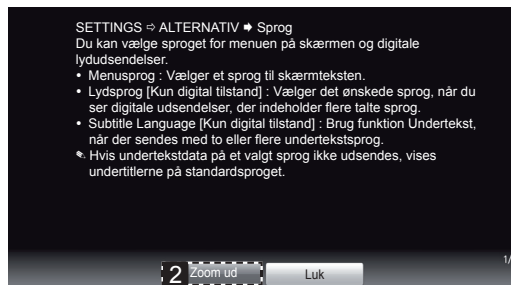 SETTINGS ⇨ ALTERNATIV ➧ Sprog
Du kan vælge sproget for menuen på skærmen og digitale
lydudsendelser.
• Menusprog : Vælger et sprog til skærmteksten.
• Lydsprog [Kun digital tilstand] : Vælger det ønskede sprog, når du
ser digitale udsendelser, der indeholder flere talte sprog.
• Subtitle Language [Kun digital tilstand] : Brug funktion Undertekst,
når der sendes med to eller flere undertekstsprog.
✎ Hvis undertekstdata på et valgt sprog ikke udsendes, vises
undertitlerne på standardsproget.
1/
2 Zoom ud Luk